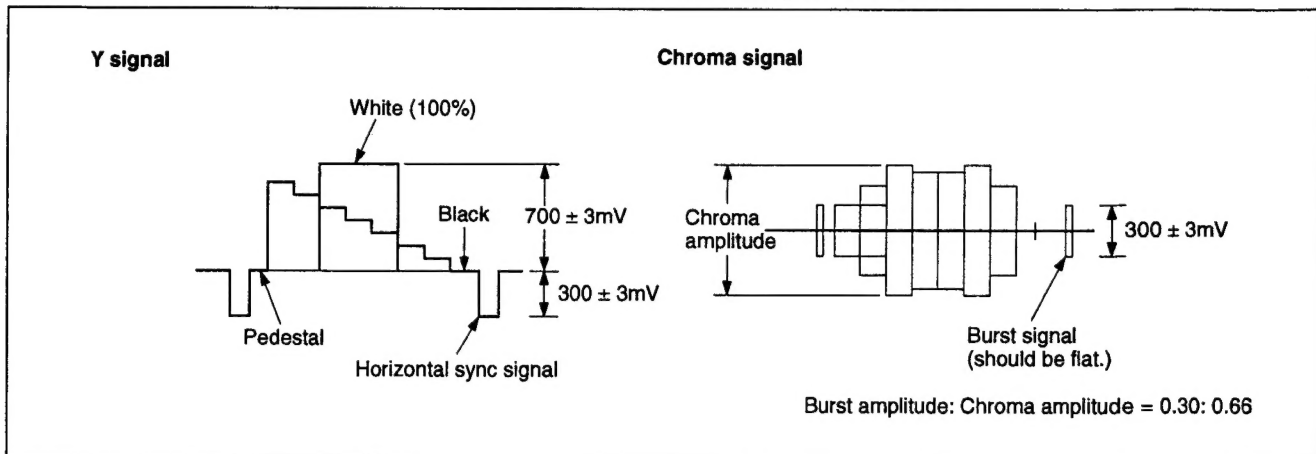 Y signal
White (100%)
Black
700 ± 3mV
300 ± 3mV
Pedestal
Horizontal sync signal
Chroma signal
Chroma
amplitude
300 ± 3mV
Burst signal
(should be flat.)
Burst amplitude: Chroma amplitude = 0.30: 0.66